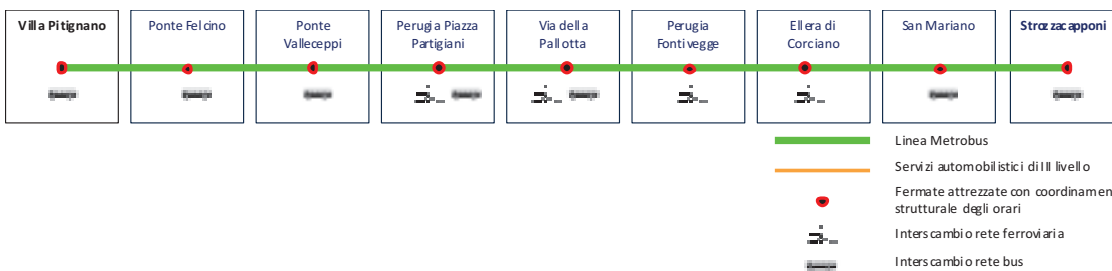 Villa Pitignano
Ponte Felcino
Ponte
Valleceppi
Perugia Piazza
Partigiani
Via della
Pallotta
Perugia
Fontivegge
Ellera di
Corciano
San Mariano
Strozzacapponi
Linea Metrobus
Servizi automobilistici di III livello
Fermate attrezzate con coordinamen
strutturale degli orari
Interscambio rete ferroviaria
Interscambio rete bus